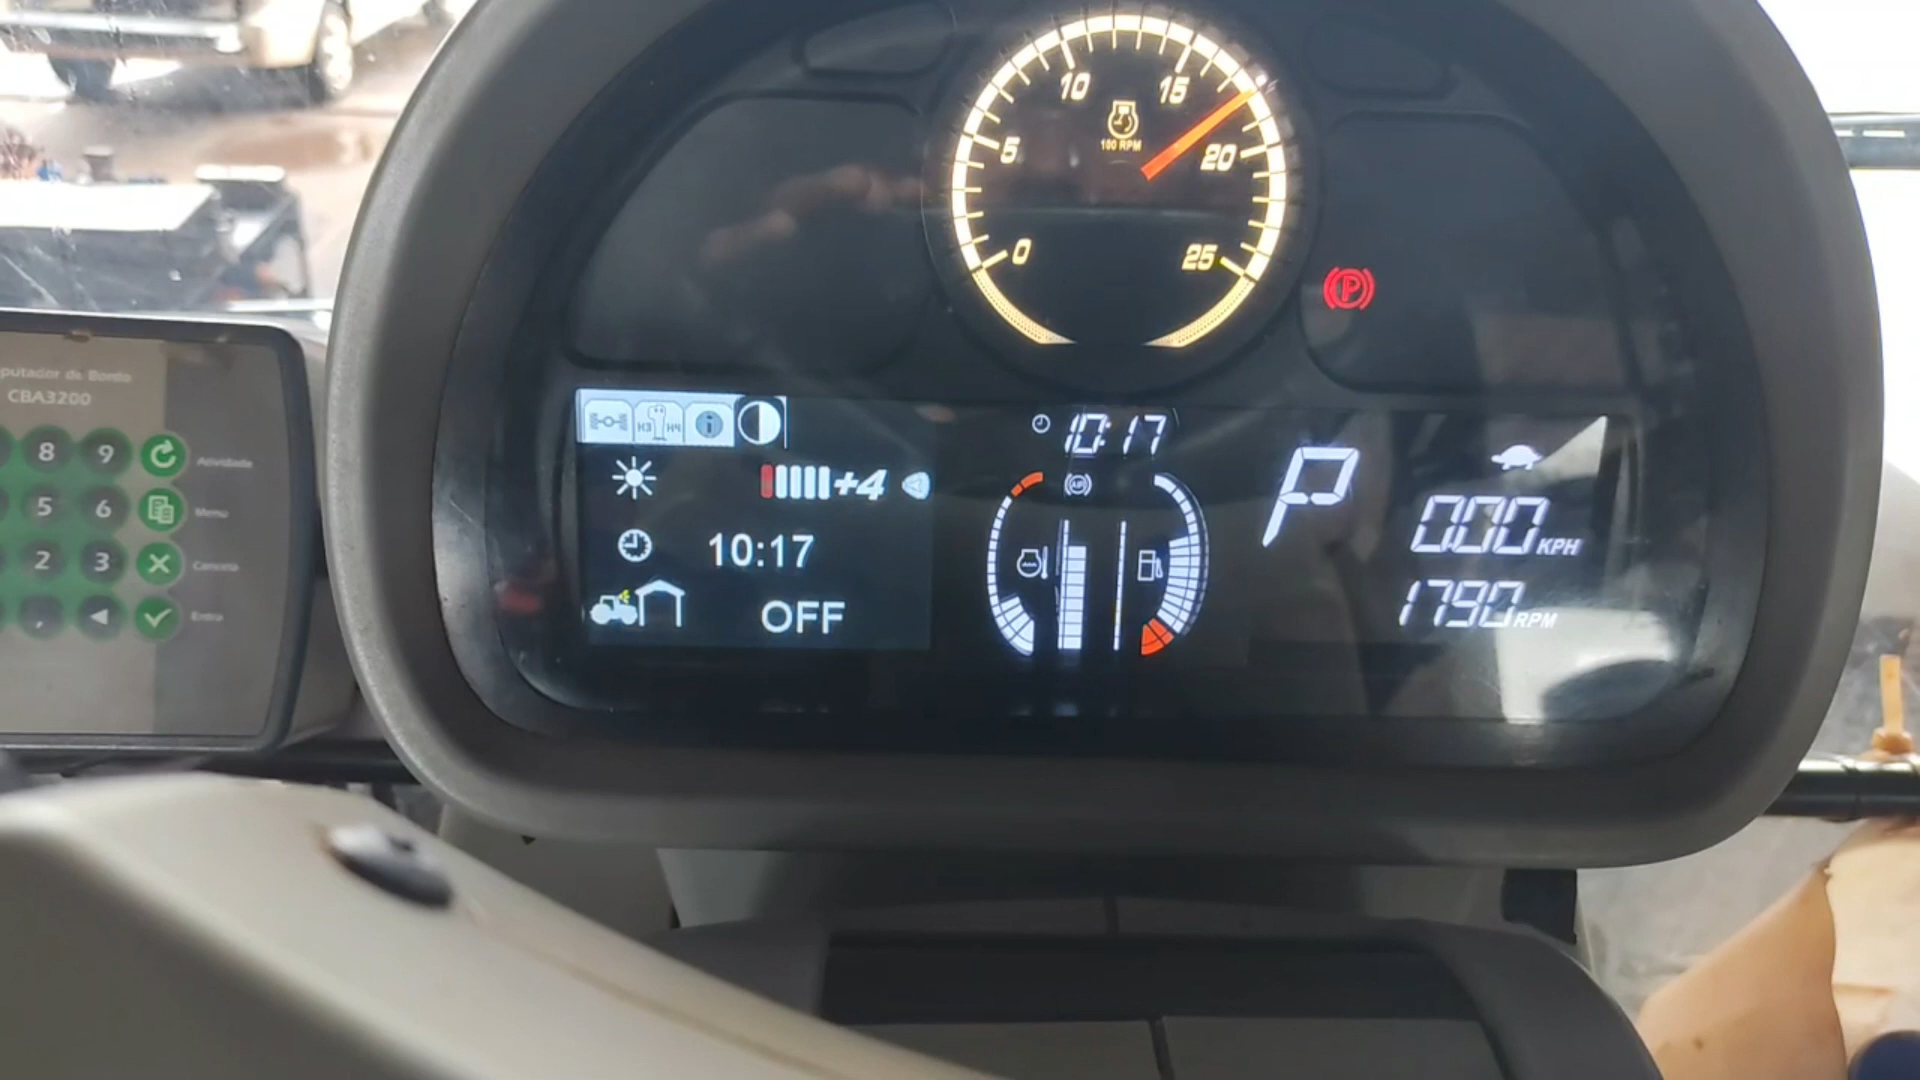 0
5
10
15
20
25
100 RPM
P
H3 H4
i
+4
10:17
OFF
10:17
P
0.00 KPH
1790 RPM
putador de Bordo
CBA3200
8 9 Atividade
5 6 Menu
2 3 Cancela
, Entra